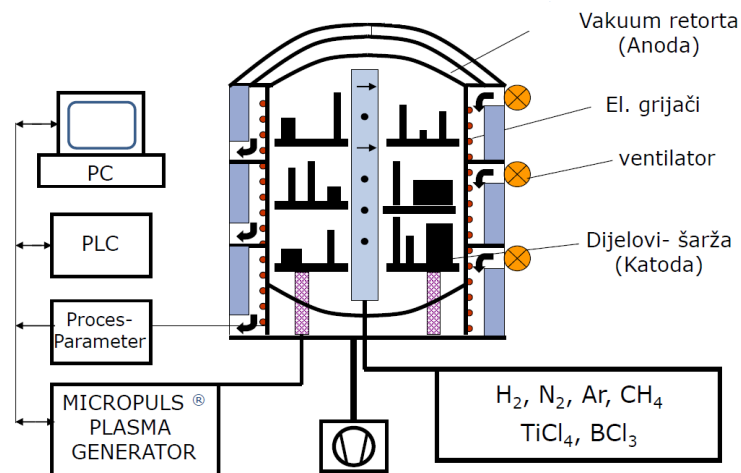 Vakuum retorta
(Anoda)
El. grijači
ventilator
Dijelovi- šarža
(Katoda)
PC
PLC
Proces-
Parameter
MICROPULS ®
PLASMA
GENERATOR
H₂, N₂, Ar, CH₄
TiCl₄, BCl₃